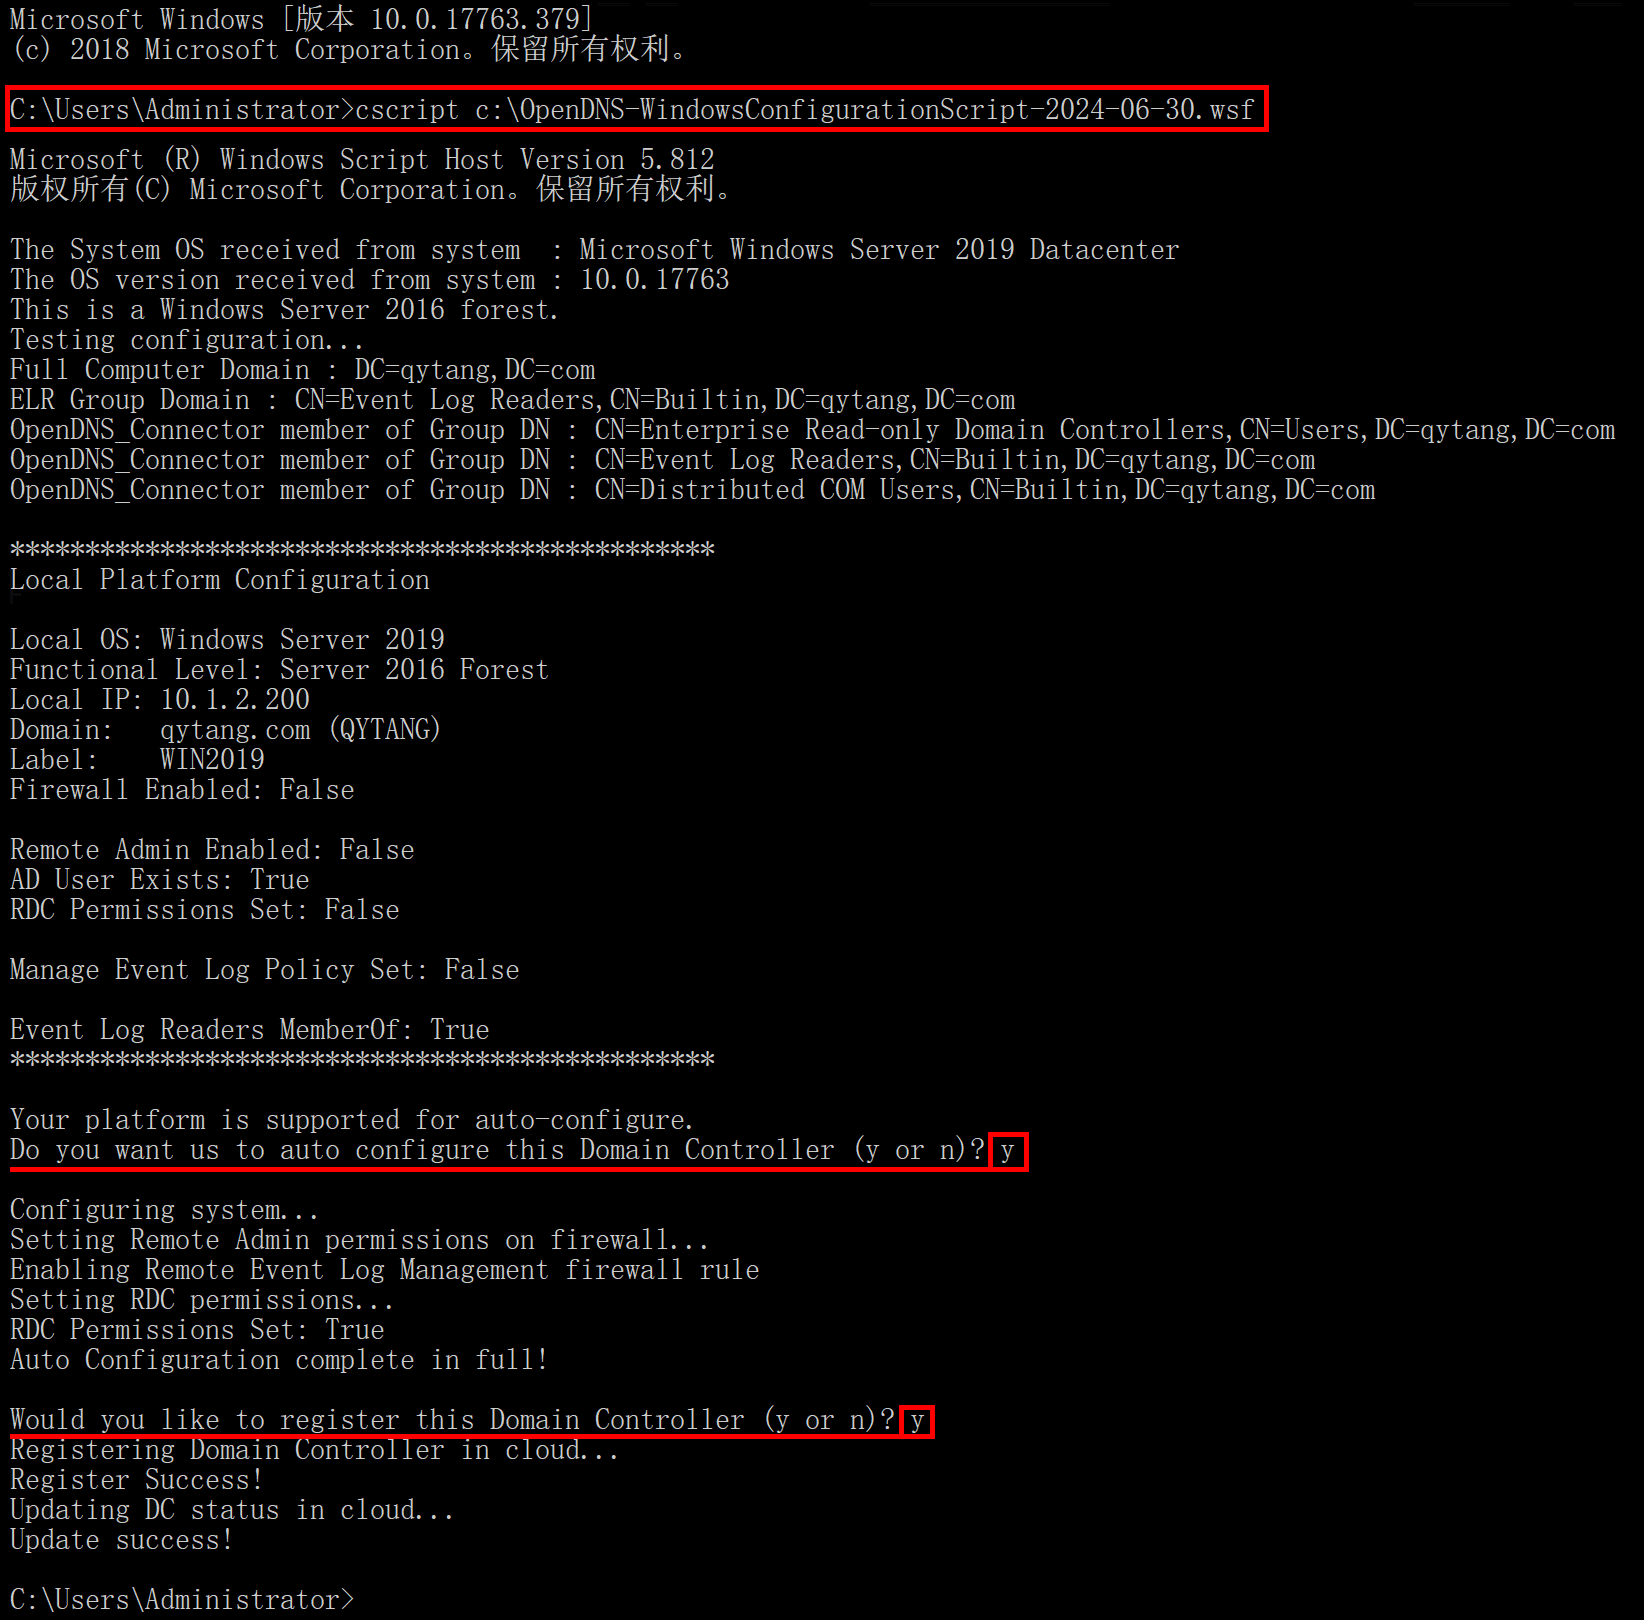 Microsoft Windows [版本 10.0.17763.379]
(c) 2018 Microsoft Corporation。保留所有权利。
C:\Users\Administrator>cscript c:\OpenDNS-WindowsConfigurationScript-2024-06-30.wsf
Microsoft (R) Windows Script Host Version 5.812
版权所有(C) Microsoft Corporation。保留所有权利。
The System OS received from system  : Microsoft Windows Server 2019 Datacenter
The OS version received from system : 10.0.17763
This is a Windows Server 2016 forest.
Testing configuration...
Full Computer Domain : DC=qytang,DC=com
ELR Group Domain : CN=Event Log Readers,CN=Builtin,DC=qytang,DC=com
OpenDNS_Connector member of Group DN : CN=Enterprise Read-only Domain Controllers,CN=Users,DC=qytang,DC=com
OpenDNS_Connector member of Group DN : CN=Event Log Readers,CN=Builtin,DC=qytang,DC=com
OpenDNS_Connector member of Group DN : CN=Distributed COM Users,CN=Builtin,DC=qytang,DC=com
***********************************************
Local Platform Configuration
Local OS: Windows Server 2019
Functional Level: Server 2016 Forest
Local IP: 10.1.2.200
Domain:   qytang.com (QYTANG)
Label:    WIN2019
Firewall Enabled: False
Remote Admin Enabled: False
AD User Exists: True
RDC Permissions Set: False
Manage Event Log Policy Set: False
Event Log Readers MemberOf: True
***********************************************
Your platform is supported for auto-configure.
Do you want us to auto configure this Domain Controller (y or n)? y
Configuring system...
Setting Remote Admin permissions on firewall...
Enabling Remote Event Log Management firewall rule
Setting RDC permissions...
RDC Permissions Set: True
Auto Configuration complete in full!
Would you like to register this Domain Controller (y or n)? y
Registering Domain Controller in cloud...
Register Success!
Updating DC status in cloud...
Update success!
C:\Users\Administrator>